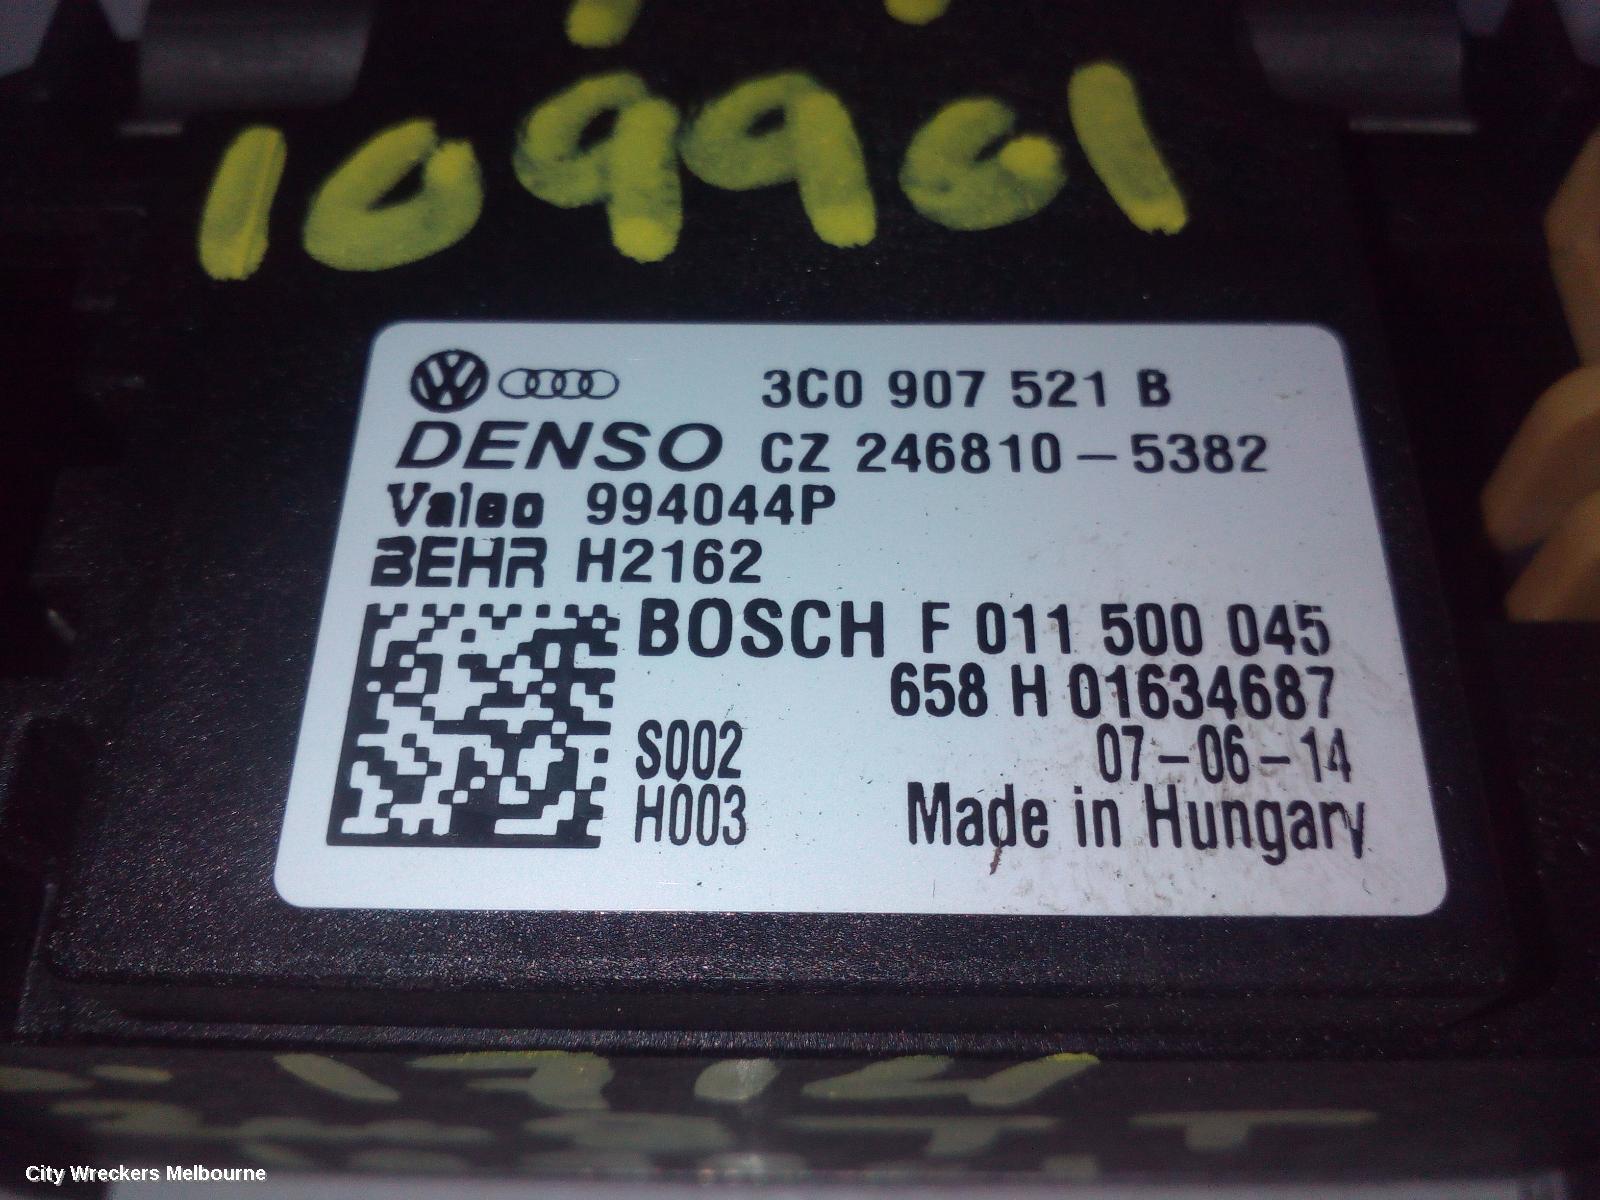 109901
3C0 907 521 B
DENSO CZ 246810-5382
Valeo 994044P
BEHR H2162
BOSCH F 011 500 045
658 H 01634687
S002 07-06-14
H003 Made in Hungary
City Wreckers Melbourne